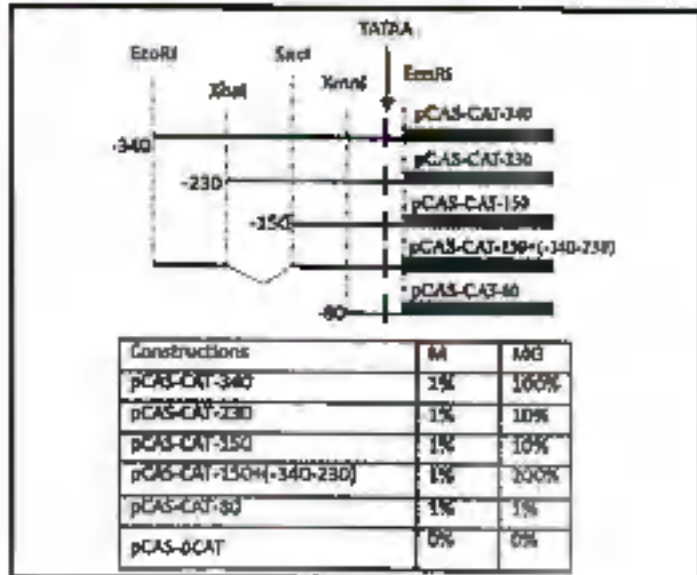 TATAA
EcoRI SacI
XbaI XmnI EcoRI
pCAS-CAT-340
-340
pCAS-CAT-230
-230
pCAS-CAT-150
-150
pCAS-CAT-150+(-340-230)
pCAS-CAT-80
-80
Constructions M MG
pCAS-CAT-340 1% 100%
pCAS-CAT-230 1% 10%
pCAS-CAT-150 1% 10%
pCAS-CAT-150+(-340-230) 1% 200%
pCAS-CAT-80 1% 1%
pCAS-ΔCAT 0% 0%